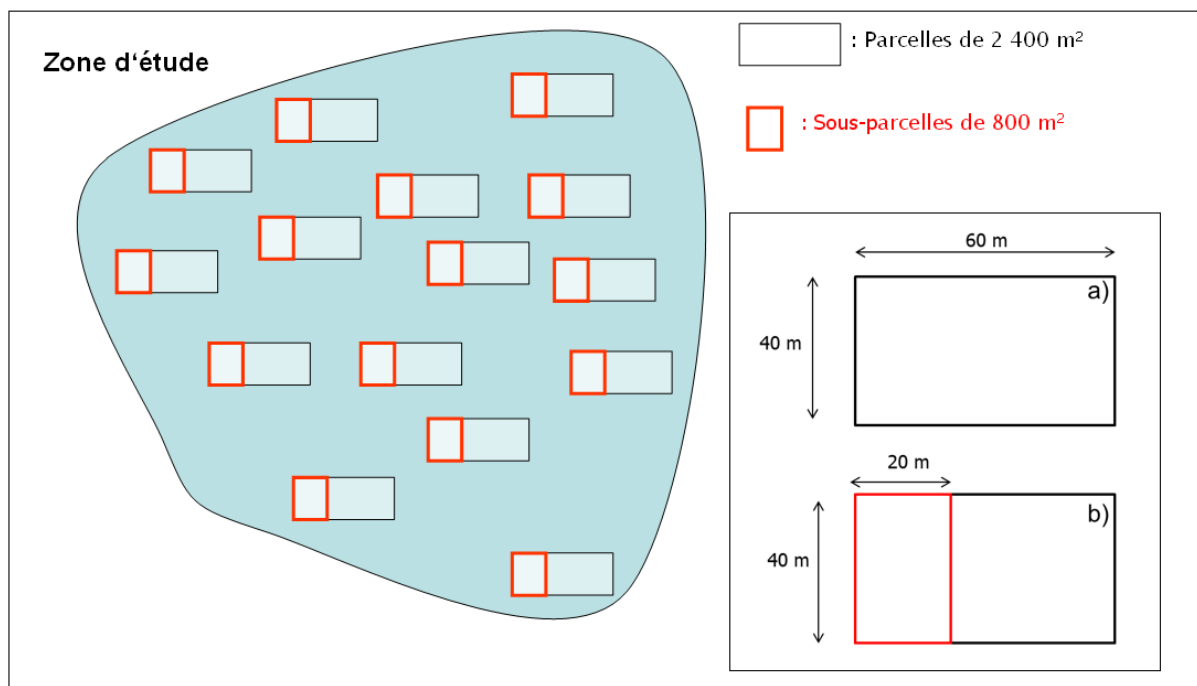 Zone d'étude
: Parcelles de 2 400 m²
: Sous-parcelles de 800 m²
60 m
a)
40 m
20 m
b)
40 m